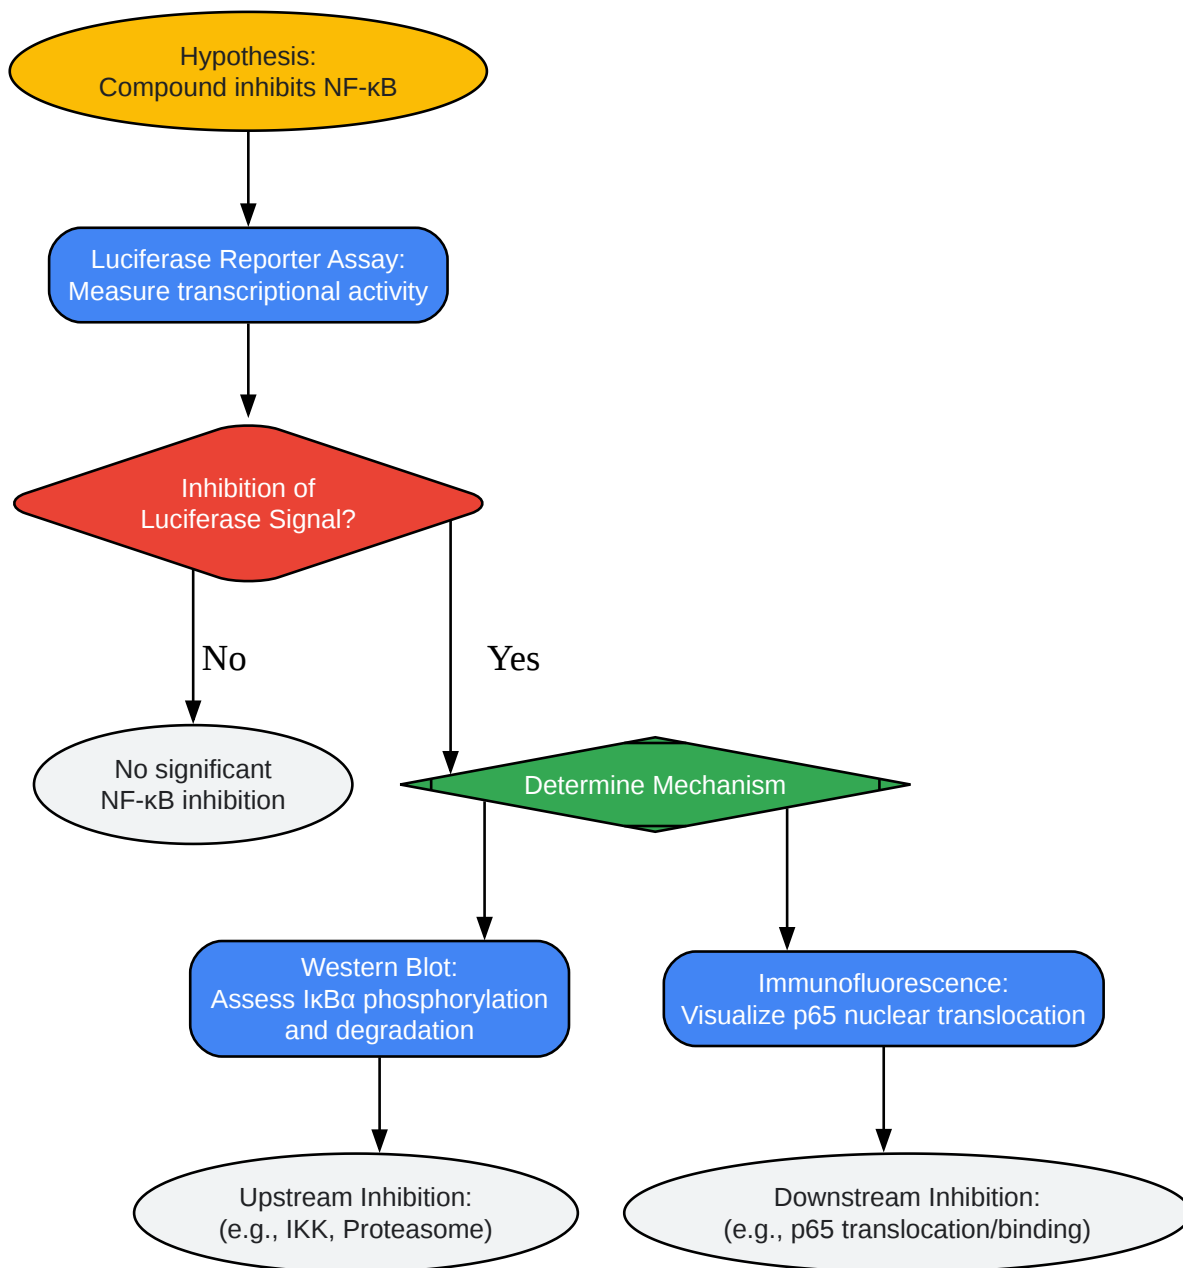 Hypothesis:
Compound inhibits NF-κB
Luciferase Reporter Assay:
Measure transcriptional activity
Inhibition of
Luciferase Signal?
No
Yes
No significant
NF-κB inhibition
Determine Mechanism
Western Blot:
Assess IκBα phosphorylation
and degradation
Immunofluorescence:
Visualize p65 nuclear translocation
Upstream Inhibition:
(e.g., IKK, Proteasome)
Downstream Inhibition:
(e.g., p65 translocation/binding)